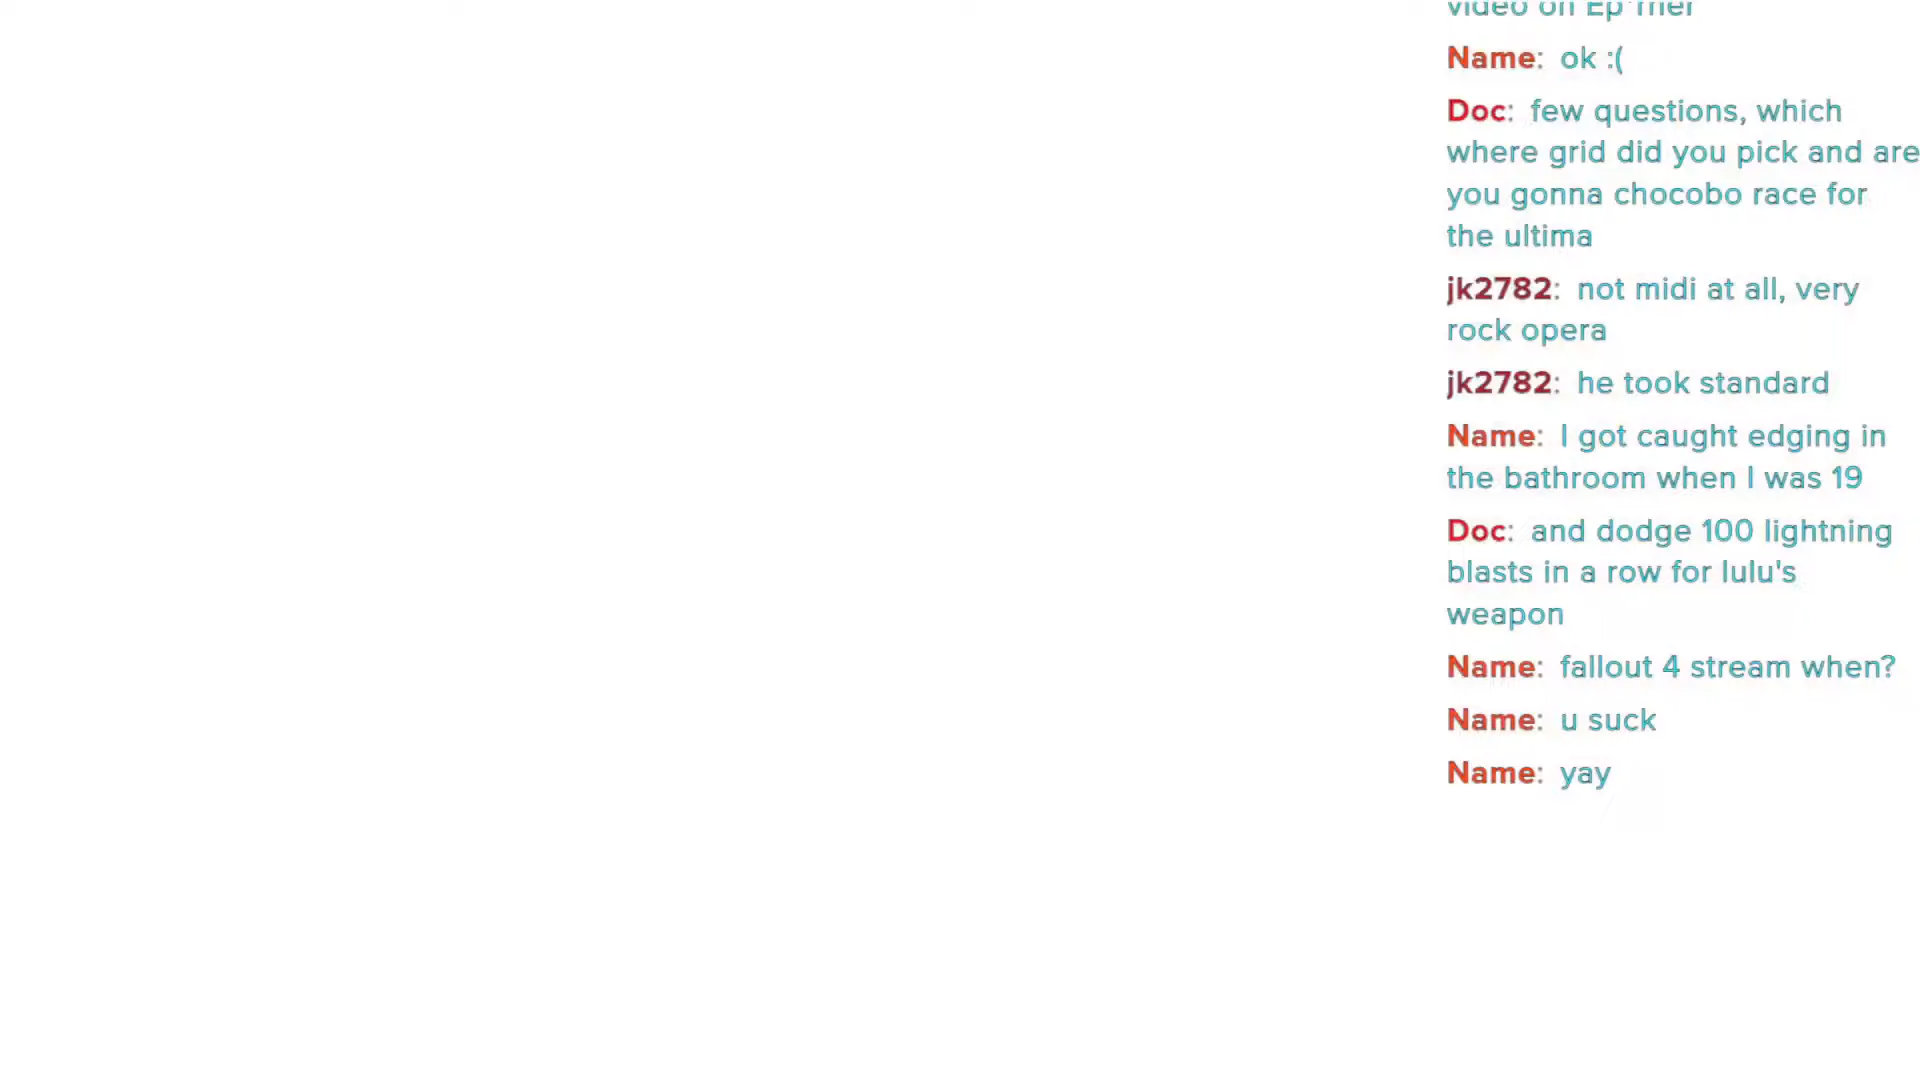 video on
Name: ok :(
Doc: few questions, which
where grid did you pick and are
you gonna chocobo race for
the ultima
jk2782: not midi at all, very
rock opera
jk2782: he took standard
Name: I got caught edging in
the bathroom when I was 19
Doc: and dodge 100 lightning
blasts in a row for lulu's
weapon
Name: fallout 4 stream when?
Name: u suck
Name: yay